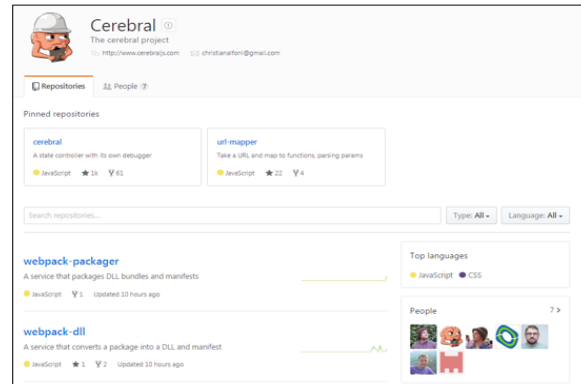 Cerebral
The cerebral project
http://www.cerebraljs.com christianalfoni@gmail.com
Repositories People 7
Pinned repositories
cerebral
A state controller with its own debugger
JavaScript 1k 61
url-mapper
Take a URL and map to functions, parsing params
JavaScript 22 4
Search repositories...
Type: All
Language: All
webpack-packager
A service that packages DLL bundles and manifests
JavaScript 1 Updated 10 hours ago
webpack-dll
A service that converts a package into a DLL and manifest
JavaScript 1 2 Updated 10 hours ago
Top languages
JavaScript CSS
People 7 >